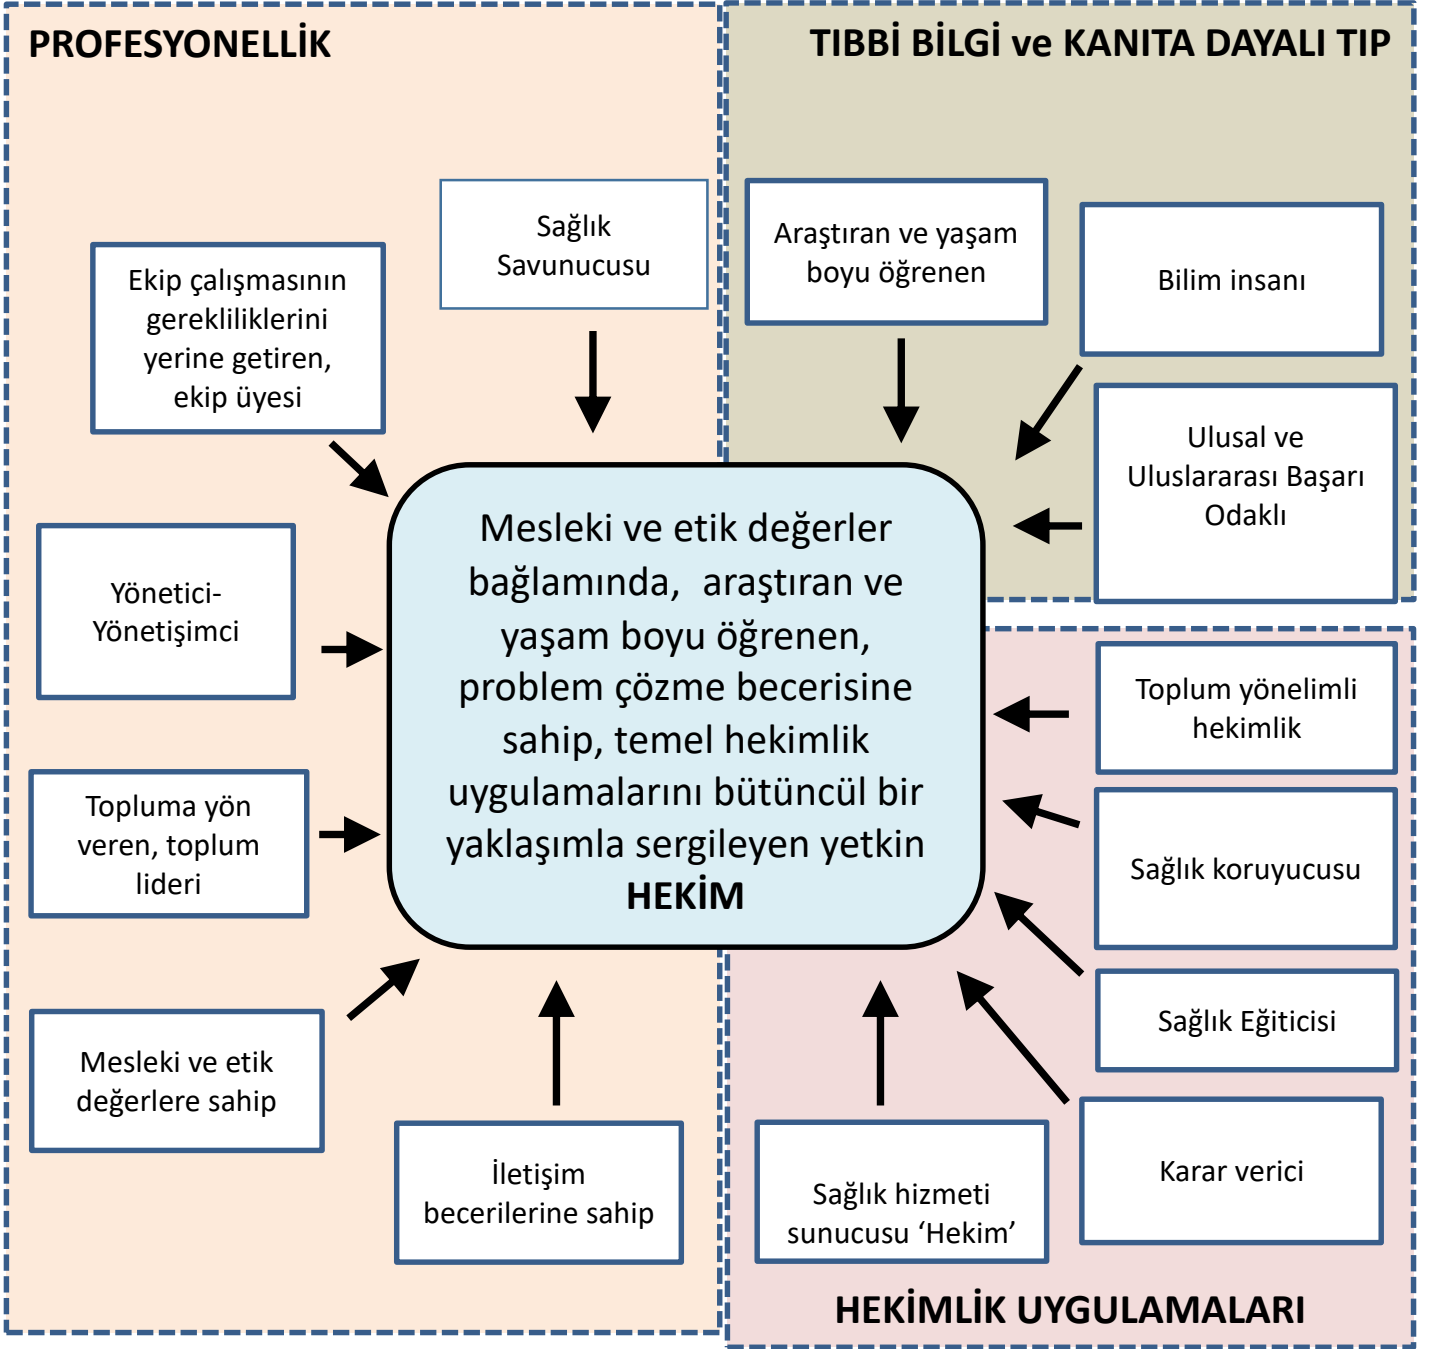 PROFESYONELLİK
TIBBİ BİLGİ ve KANITA DAYALI TIP
Sağlık
Savunucusu
Ekip çalışmasının
gerekliliklerini
yerine getiren,
ekip üyesi
Yönetici-
Yönetişimci
Topluma yön
veren, toplum
lideri
Mesleki ve etik
değerlere sahip
İletişim
becerilerine sahip
Araştıran ve yaşam
boyu öğrenen
Bilim insanı
Ulusal ve
Uluslararası Başarı
Odaklı
Mesleki ve etik değerler
bağlamında,  araştıran ve
yaşam boyu öğrenen,
problem çözme becerisine
sahip, temel hekimlik
uygulamalarını bütüncül bir
yaklaşımla sergileyen yetkin
HEKİM
Toplum yönelimli
hekimlik
Sağlık koruyucusu
Sağlık Eğiticisi
Karar verici
Sağlık hizmeti
sunucusu ‘Hekim’
HEKİMLİK UYGULAMALARI